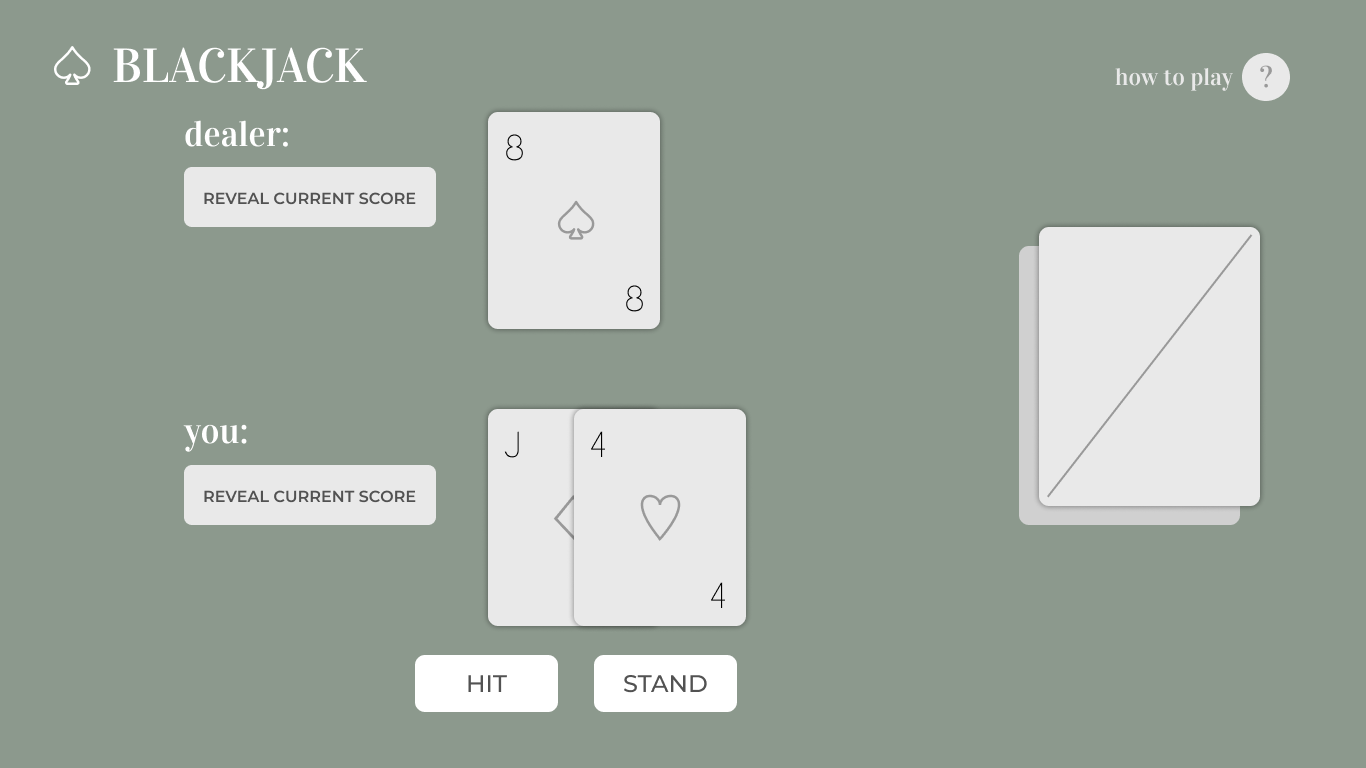 BLACKJACK
how to play ?
dealer:
REVEAL CURRENT SCORE
8
8
you:
REVEAL CURRENT SCORE
J
4
4
HIT
STAND